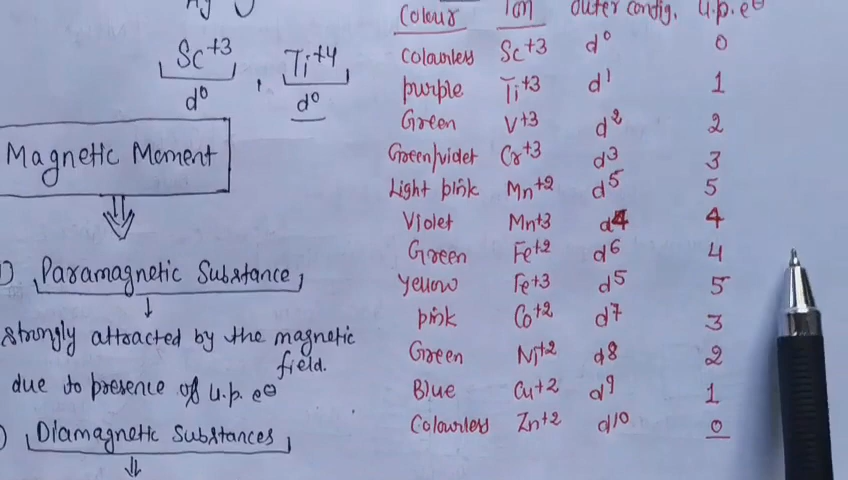 Sc+3 , Ti+4
d0 d0
Magnetic Moment
1) Paramagnetic Substance
strongly attracted by the magnetic
field.
due to presence of u.p. e⊖
) Diamagnetic Substances
Colour Ion outer config. u.p. e⊖
Colourless Sc+3 d0 0
purple Ti+3 d1 1
Green V+3 d2 2
Green/violet Cr+3 d3 3
Light pink Mn+2 d5 5
Violet Mn+3 d4 4
Green Fe+2 d6 4
Yellow Fe+3 d5 5
pink Co+2 d7 3
Green Ni+2 d8 2
Blue Cu+2 d9 1
Colourless Zn+2 d10 0